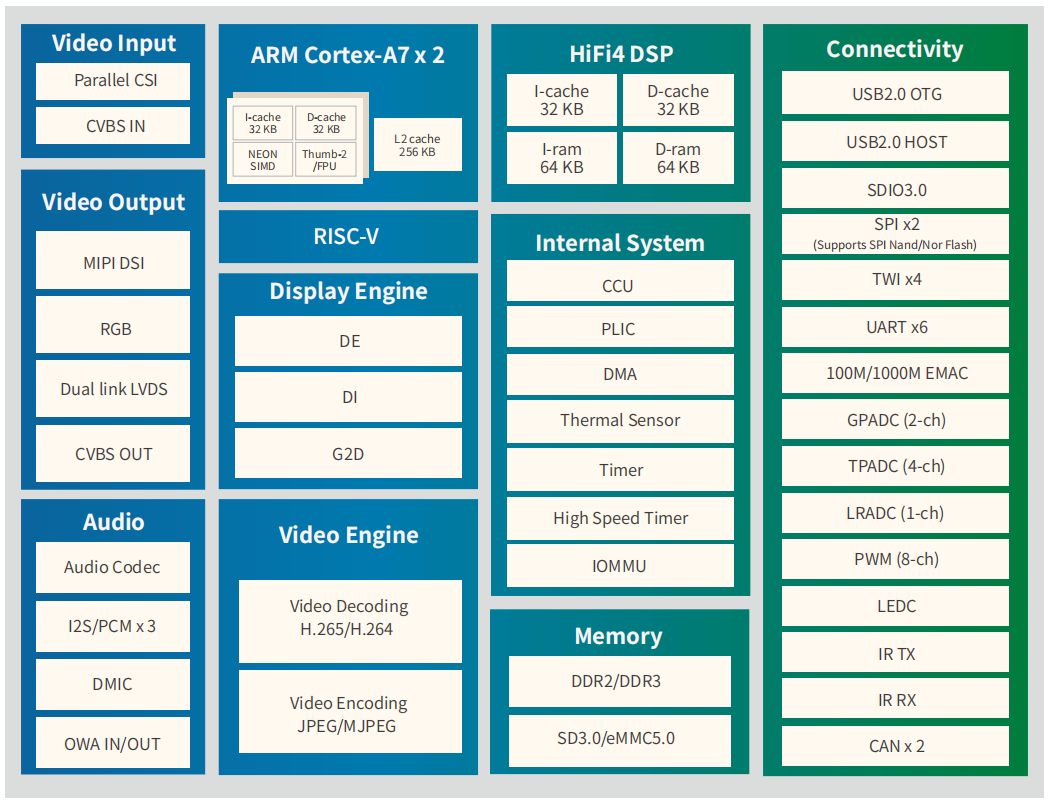 Video Input
Parallel CSI
CVBS IN
Video Output
MIPI DSI
RGB
Dual link LVDS
CVBS OUT
Audio
Audio Codec
I2S/PCM x 3
DMIC
OWA IN/OUT
ARM Cortex-A7 x 2
I-cache
32 KB
D-cache
32 KB
NEON
SIMD
Thumb-2
/FPU
L2 cache
256 KB
RISC-V
Display Engine
DE
DI
G2D
Video Engine
Video Decoding
H.265/H.264
Video Encoding
JPEG/MJPEG
HiFi4 DSP
I-cache
32 KB
D-cache
32 KB
I-ram
64 KB
D-ram
64 KB
Internal System
CCU
PLIC
DMA
Thermal Sensor
Timer
High Speed Timer
IOMMU
Memory
DDR2/DDR3
SD3.0/eMMC5.0
Connectivity
USB2.0 OTG
USB2.0 HOST
SDIO3.0
SPI x2
(Supports SPI Nand/Nor Flash)
TWI x4
UART x6
100M/1000M EMAC
GPADC (2-ch)
TPADC (4-ch)
LRADC (1-ch)
PWM (8-ch)
LEDC
IR TX
IR RX
CAN x 2